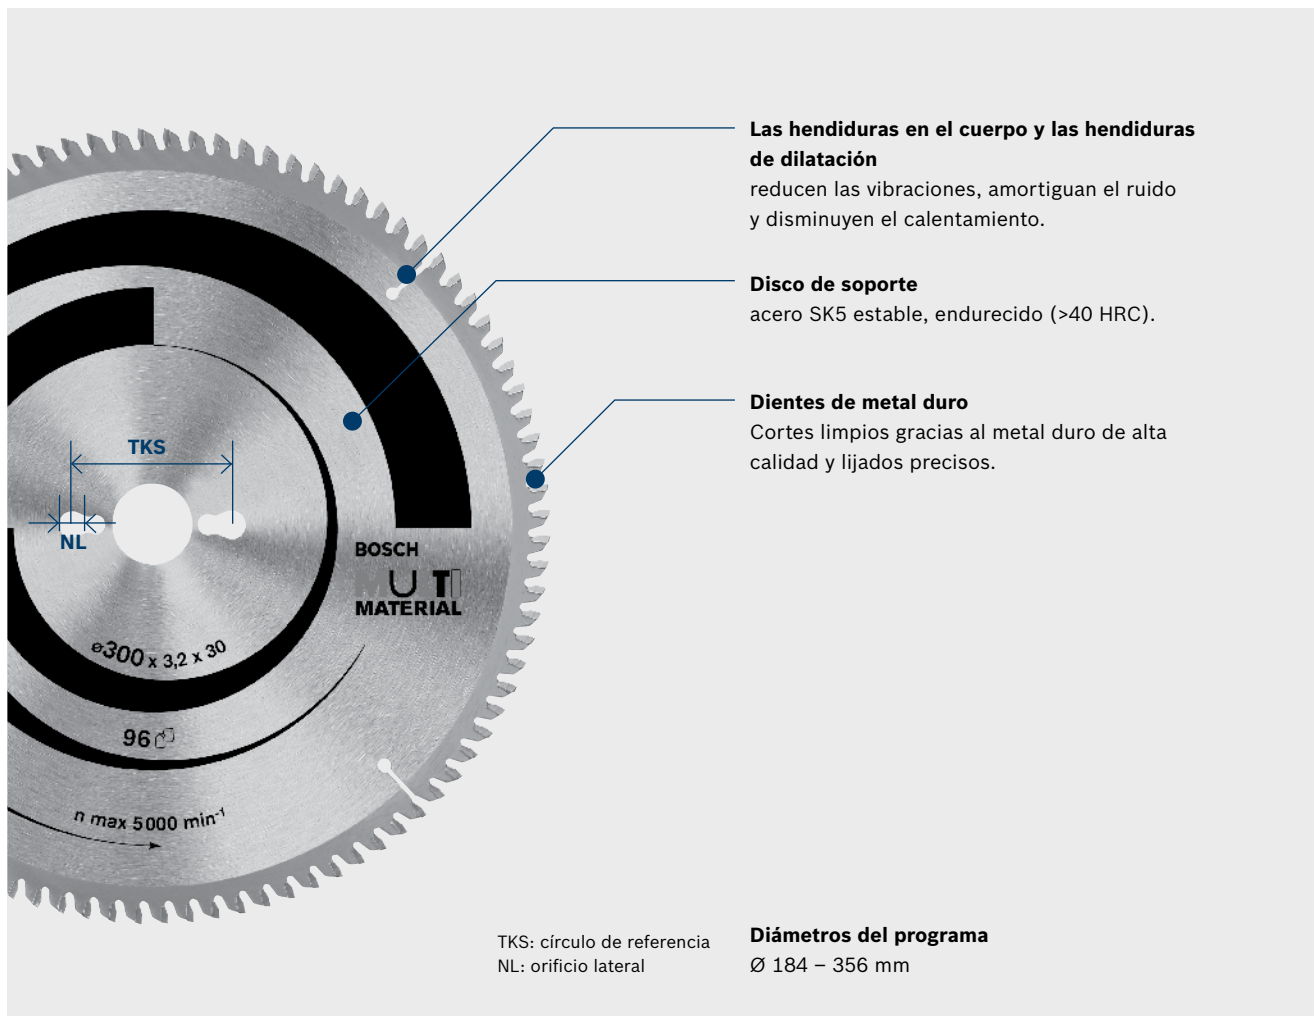 Las hendiduras en el cuerpo y las hendiduras
de dilatación
reducen las vibraciones, amortiguan el ruido
y disminuyen el calentamiento.
Disco de soporte
acero SK5 estable, endurecido (>40 HRC).
Dientes de metal duro
Cortes limpios gracias al metal duro de alta
calidad y lijados precisos.
TKS
NL
BOSCH
MULTI
MATERIAL
ø300 x 3,2 x 30
96
n max 5000 min⁻¹
TKS: círculo de referencia
NL: orificio lateral
Diámetros del programa
Ø 184 – 356 mm